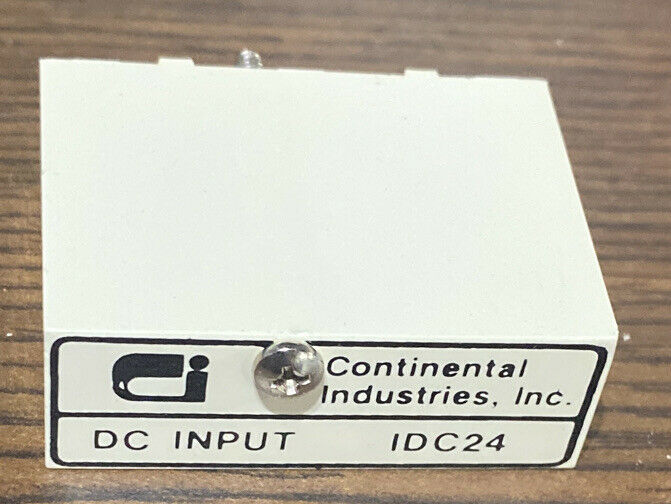 Ci
Continental
Industries, Inc.
DC INPUT IDC24